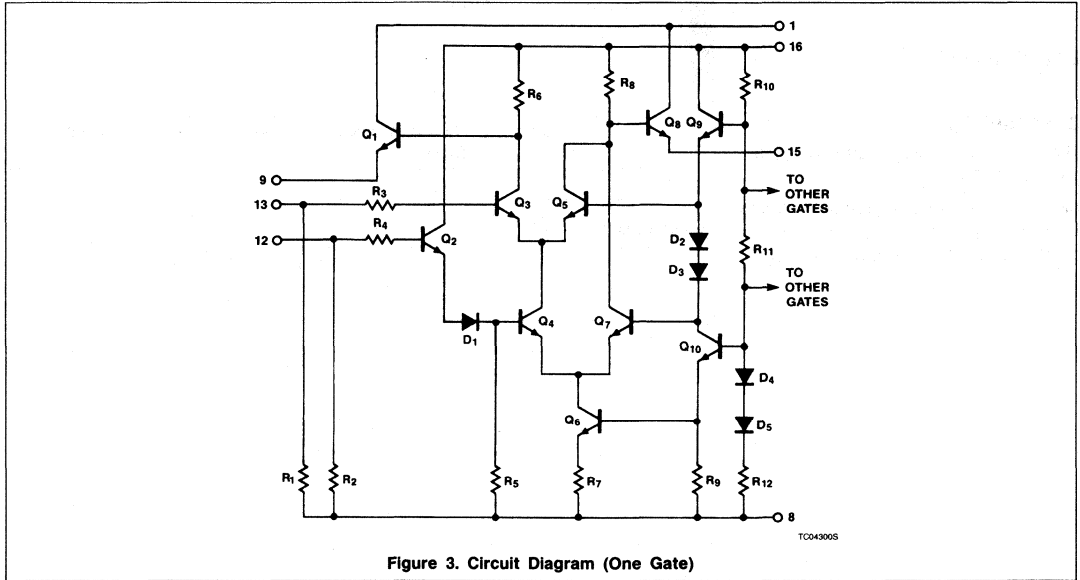 1
16
R6
R8
R10
Q1
Q8
Q9
15
9
R3
TO
OTHER
GATES
13
Q3
Q5
R4
12
Q2
D2
R11
D3
TO
OTHER
GATES
D1
Q4
Q7
Q10
D4
Q6
D5
R1
R2
R5
R7
R9
R12
8
TC04300S
Figure 3. Circuit Diagram (One Gate)